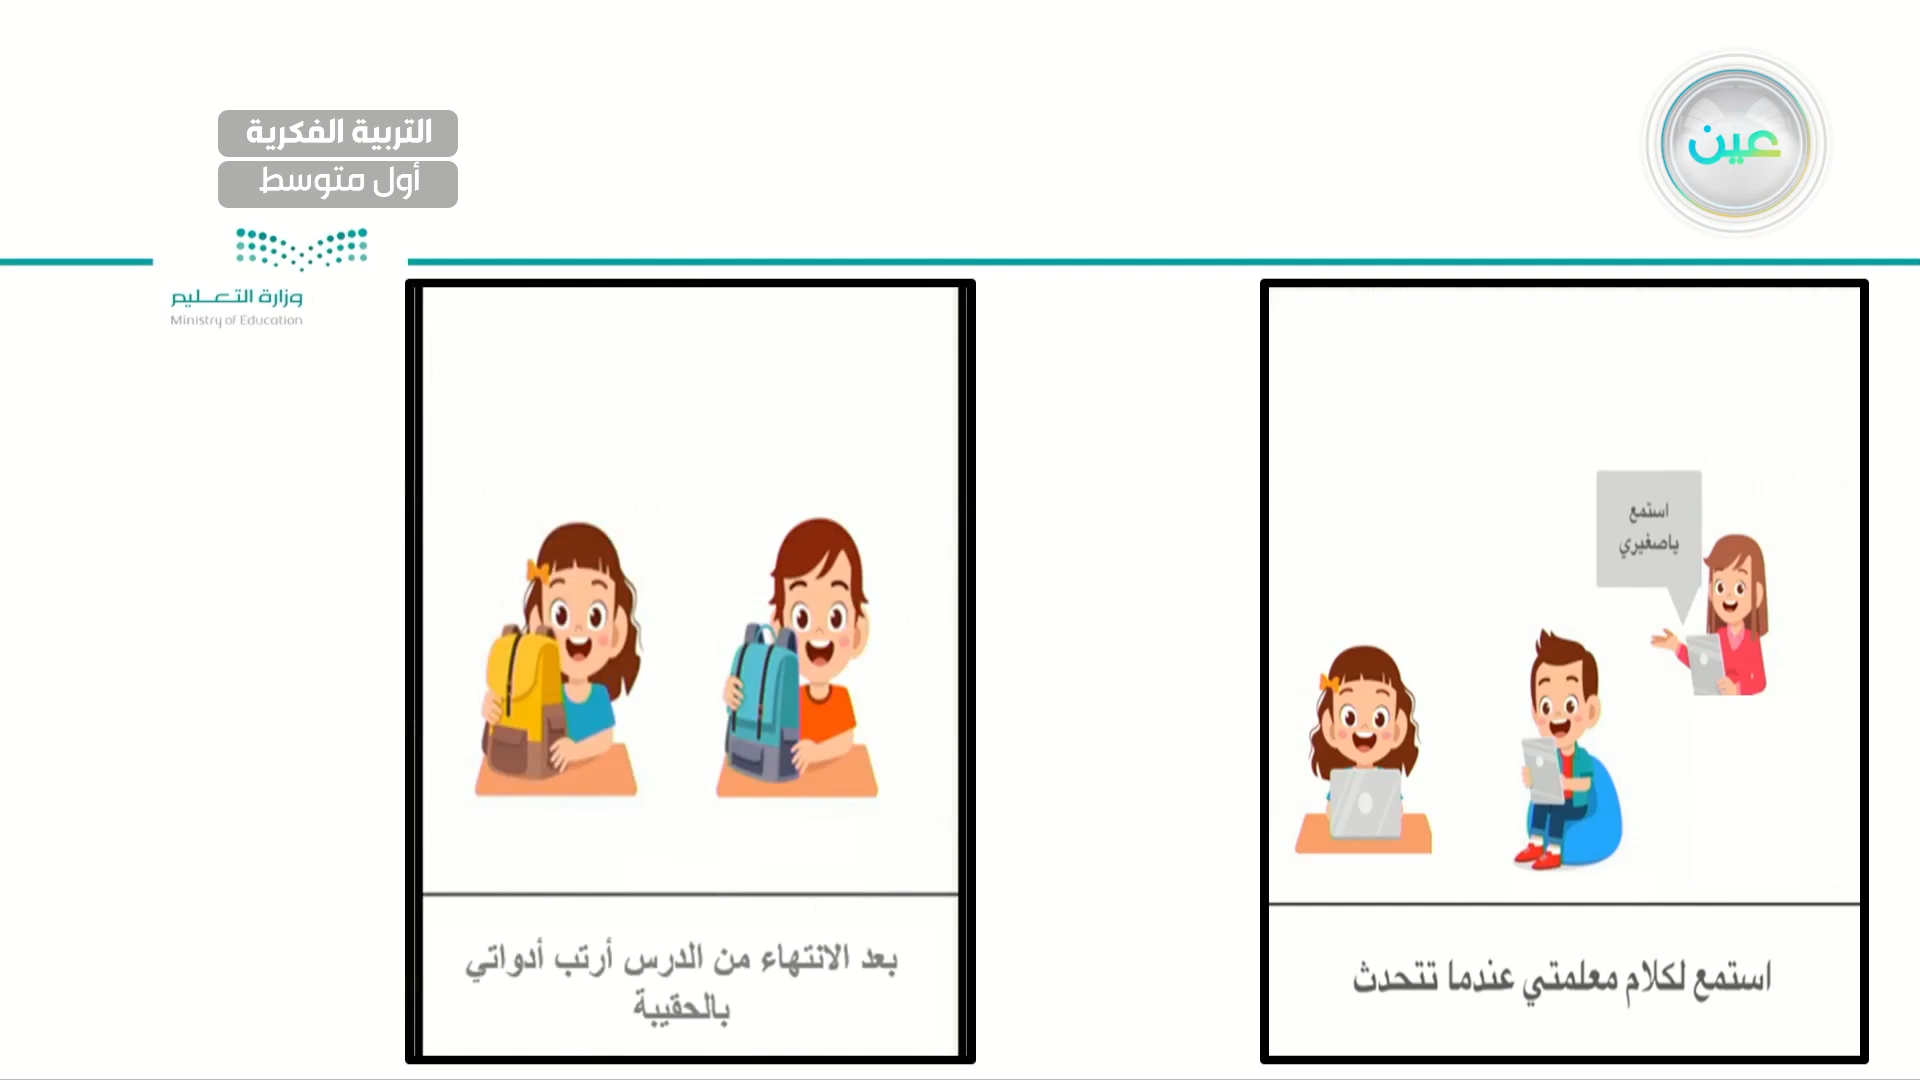 عين
التربية الفكرية
أول متوسط
وزارة التعليم
Ministry of Education
استمع
ياصغيري
استمع لكلام معلمتي عندما تتحدث
بعد الانتهاء من الدرس أرتب أدواتي
بالحقيبة